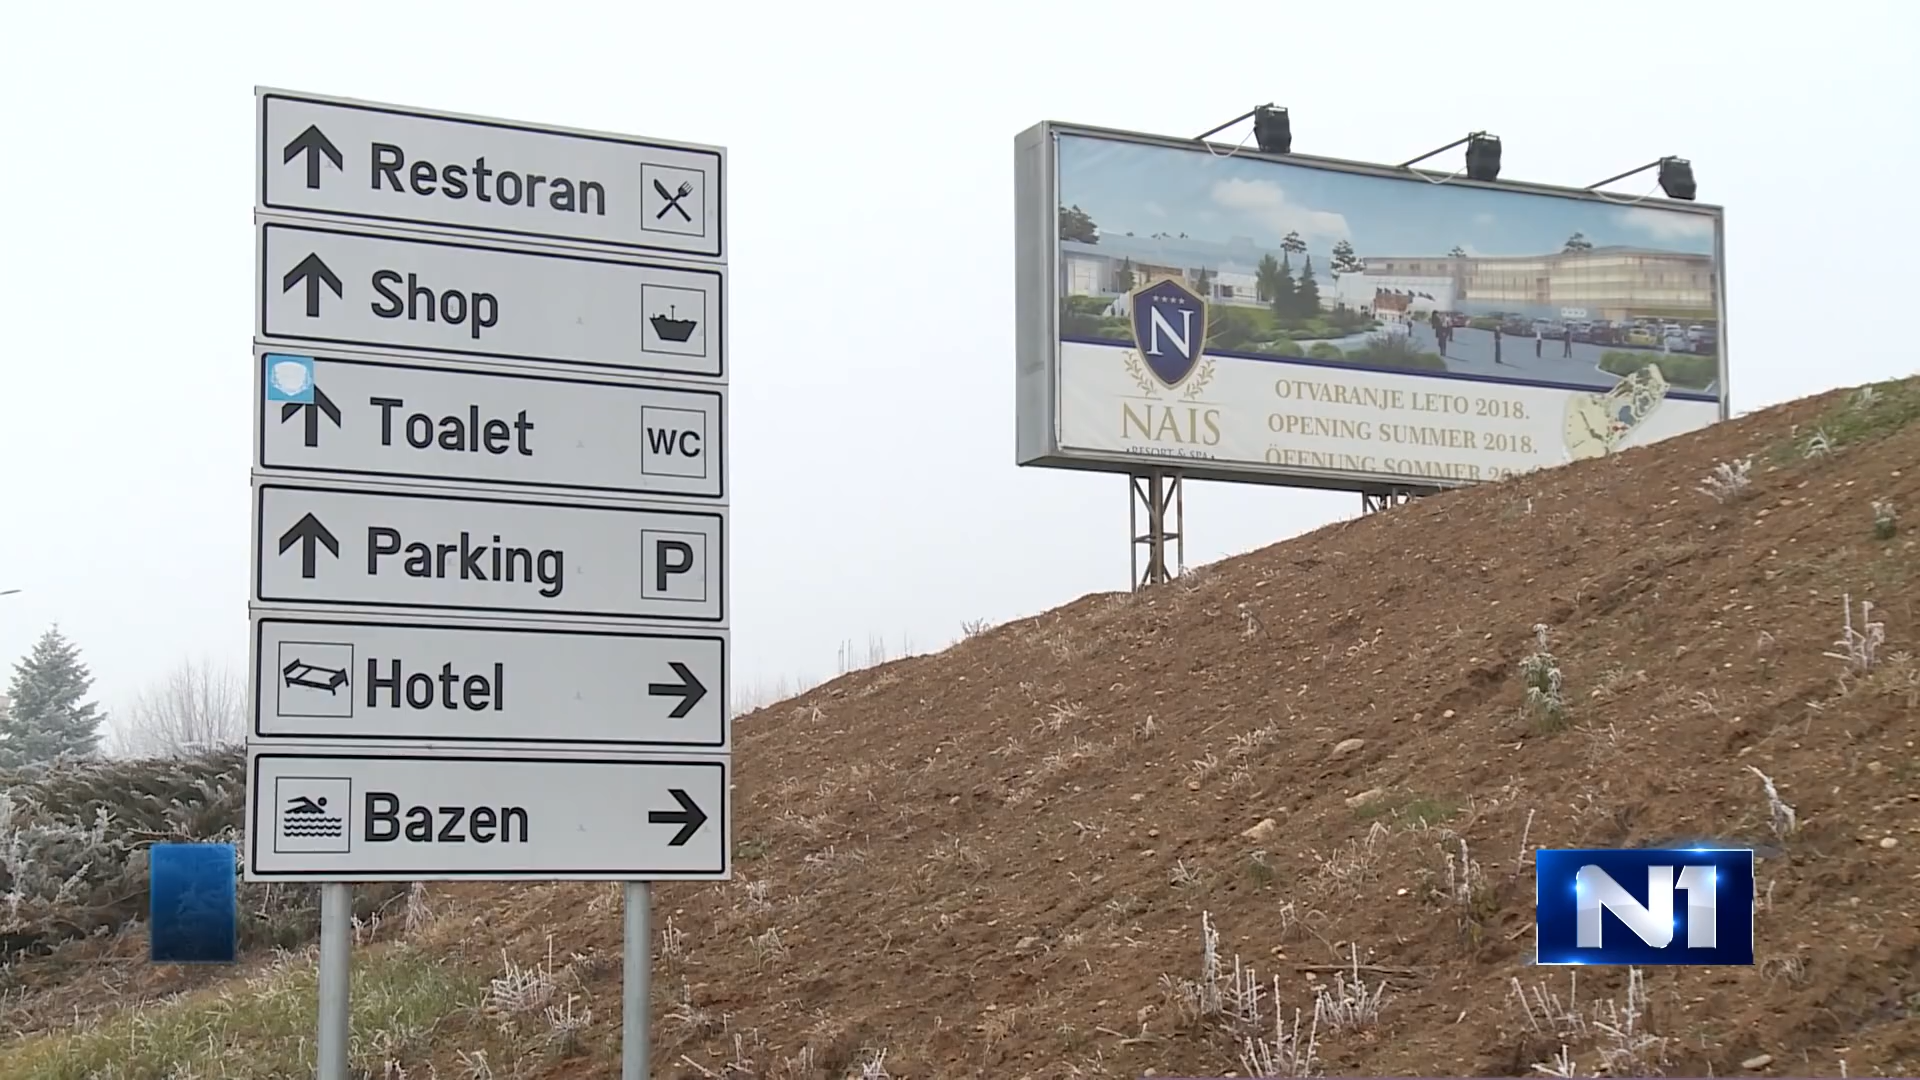 Restoran
Shop
Toalet
WC
Parking
P
Hotel
Bazen
N
NAIS
RESORT & SPA
OTVARANJE LETO 2018.
OPENING SUMMER 2018.
ÖFFNUNG SOMMER
N1